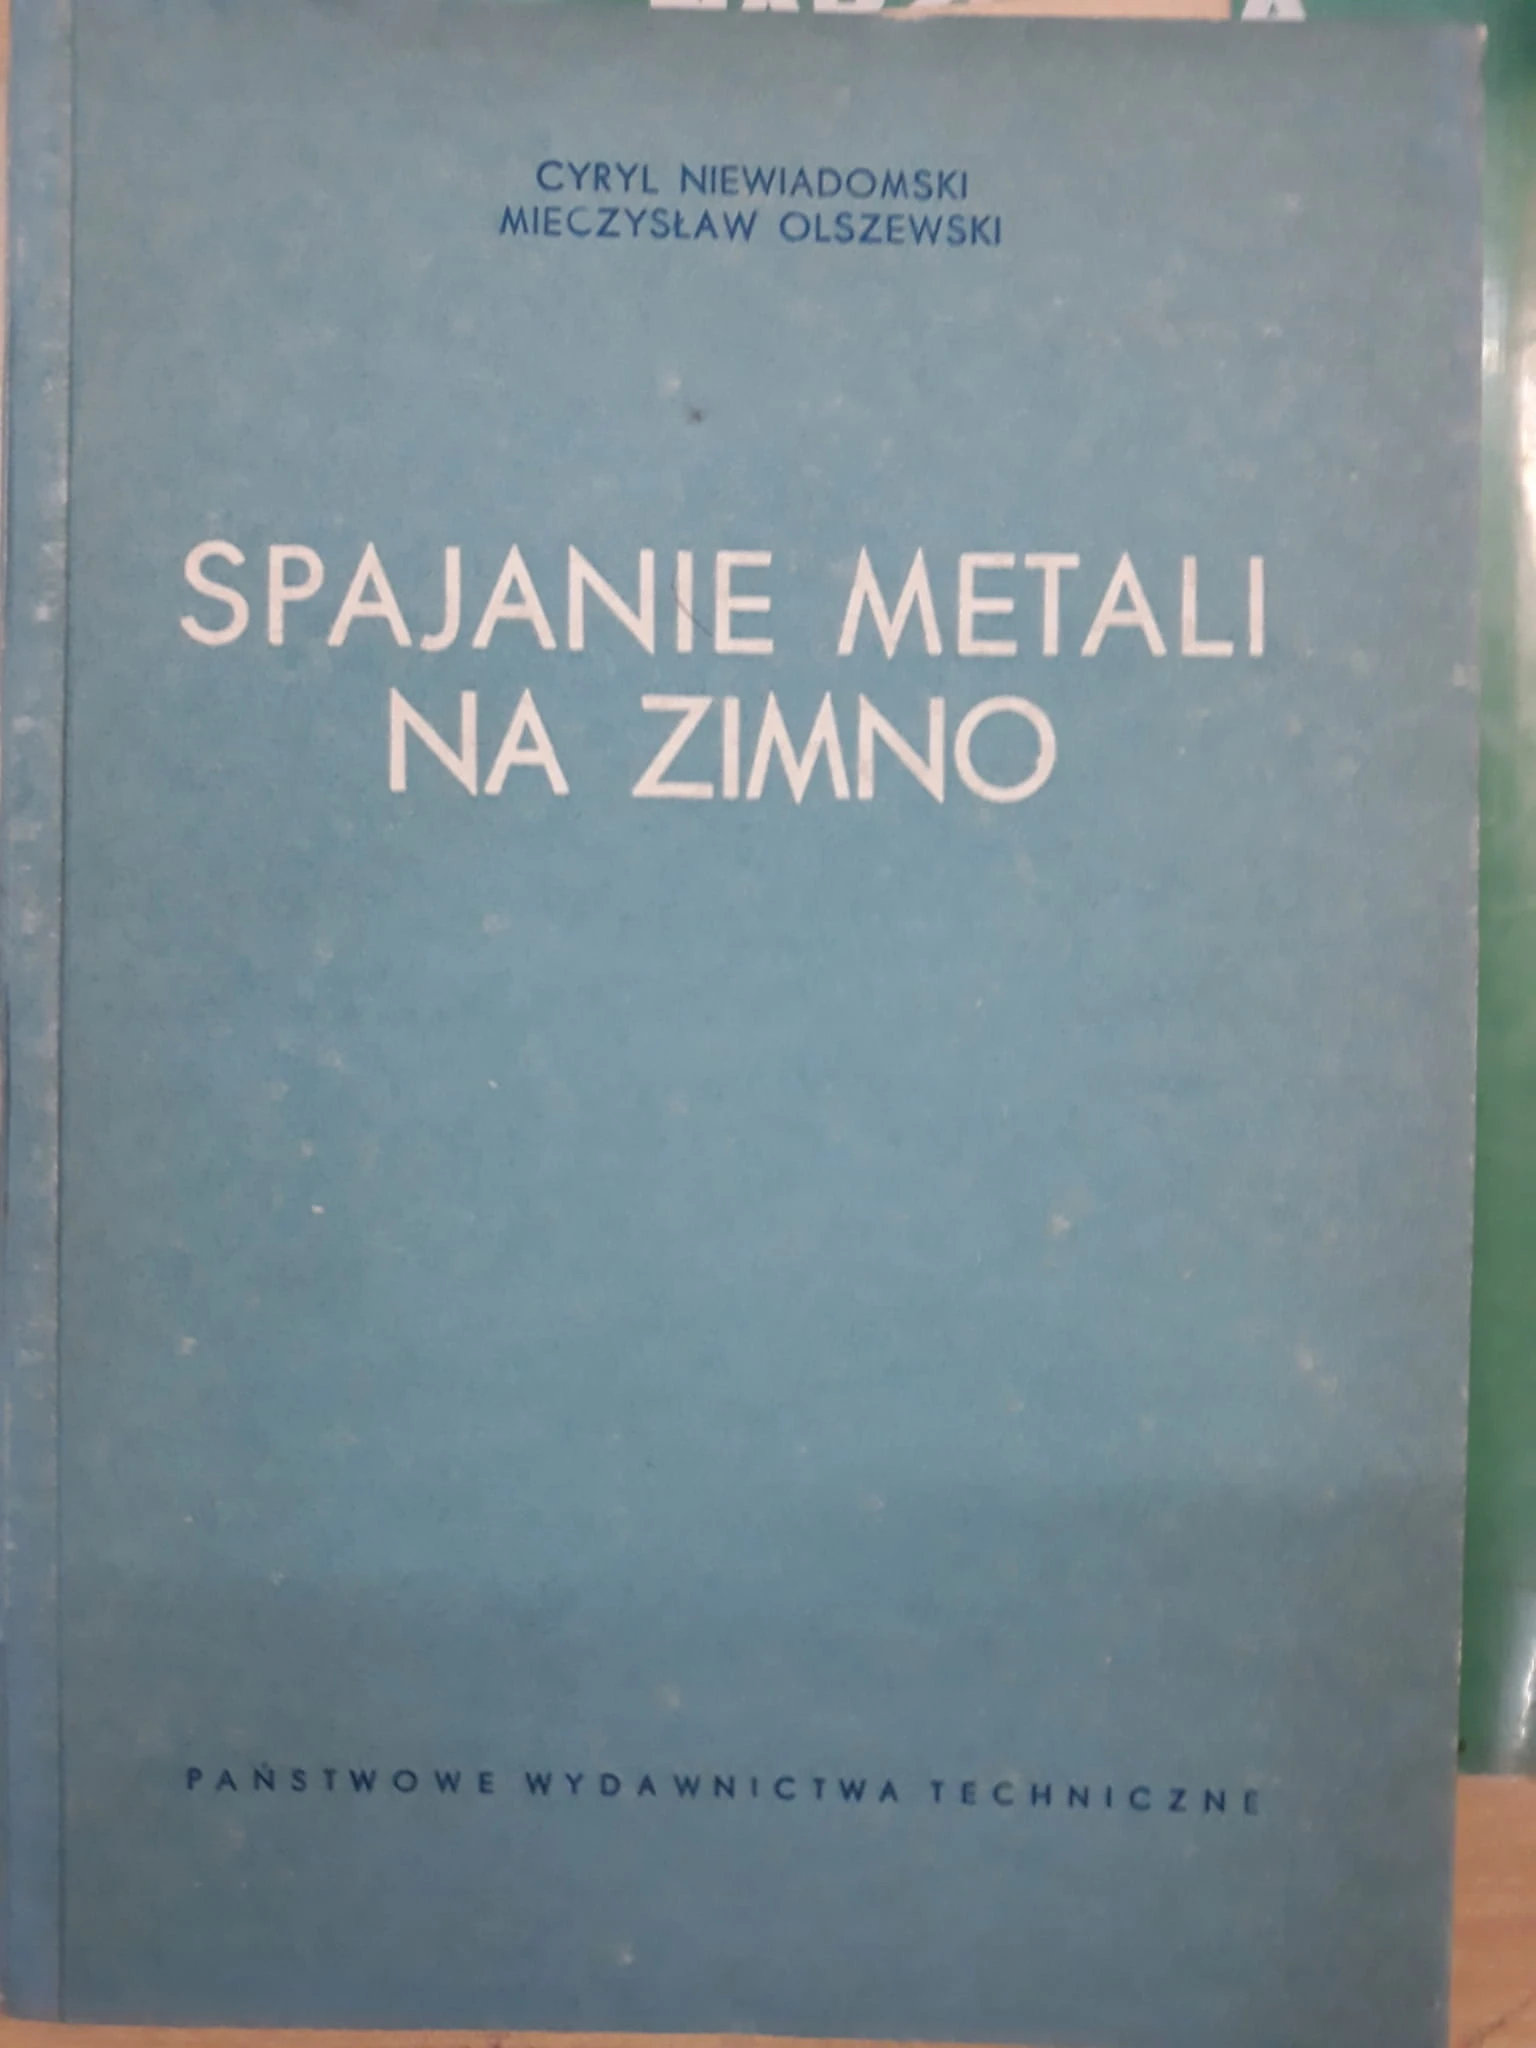 CYRYL NIEWIADOMSKI
MIECZYSŁAW OLSZEWSKI
SPAJANIE METALI
NA ZIMNO
PAŃSTWOWE WYDAWNICTWA TECHNICZNE